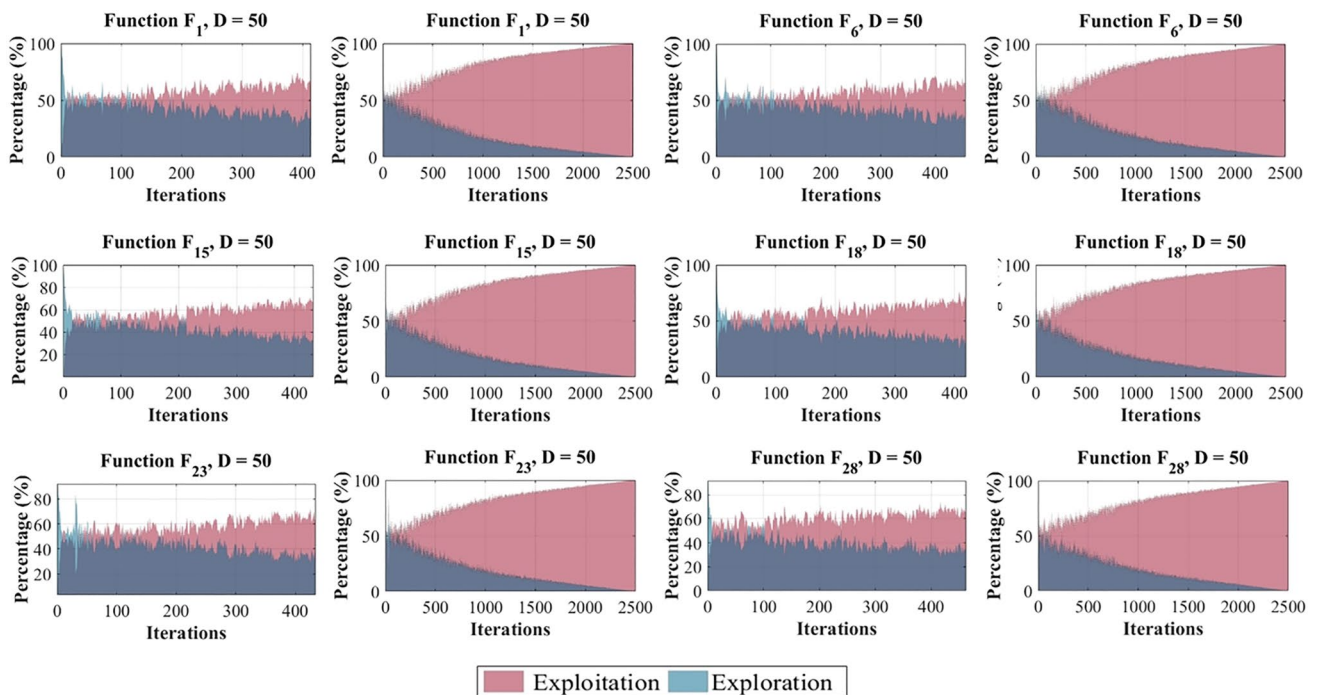 Function F1, D = 50
Percentage (%)
100
50
0
0 100 200 300 400
Iterations
Function F1, D = 50
Percentage (%)
100
50
0
0 500 1000 1500 2000 2500
Iterations
Function F6, D = 50
Percentage (%)
100
50
0
0 100 200 300 400
Iterations
Function F6, D = 50
Percentage (%)
100
50
0
0 500 1000 1500 2000 2500
Iterations
Function F15, D = 50
Percentage (%)
100
80
60
40
20
0 100 200 300 400
Iterations
Function F15, D = 50
Percentage (%)
100
50
0
0 500 1000 1500 2000 2500
Iterations
Function F18, D = 50
Percentage (%)
100
50
0
0 100 200 300 400
Iterations
Function F18, D = 50
100
50
0
0 500 1000 1500 2000 2500
Iterations
Function F23, D = 50
Percentage (%)
80
60
40
20
0 100 200 300 400
Iterations
Function F23, D = 50
Percentage (%)
100
50
0
0 500 1000 1500 2000 2500
Iterations
Function F28, D = 50
Percentage (%)
80
60
40
20
0
0 100 200 300 400
Iterations
Function F28, D = 50
Percentage (%)
100
50
0
0 500 1000 1500 2000 2500
Iterations
Exploitation Exploration